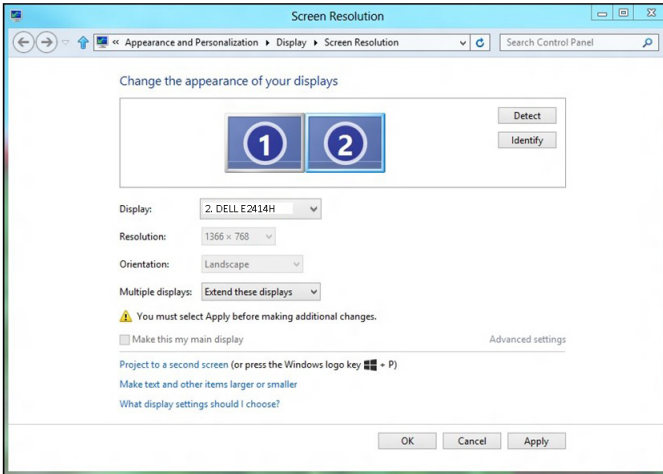 Screen Resolution
« Appearance and Personalization ▸ Display ▸ Screen Resolution
Search Control Panel
Change the appearance of your displays
1 2
Detect
Identify
Display: 2. DELL E2414H
Resolution: 1366 × 768
Orientation: Landscape
Multiple displays: Extend these displays
! You must select Apply before making additional changes.
Make this my main display Advanced settings
Project to a second screen (or press the Windows logo key + P)
Make text and other items larger or smaller
What display settings should I choose?
OK Cancel Apply